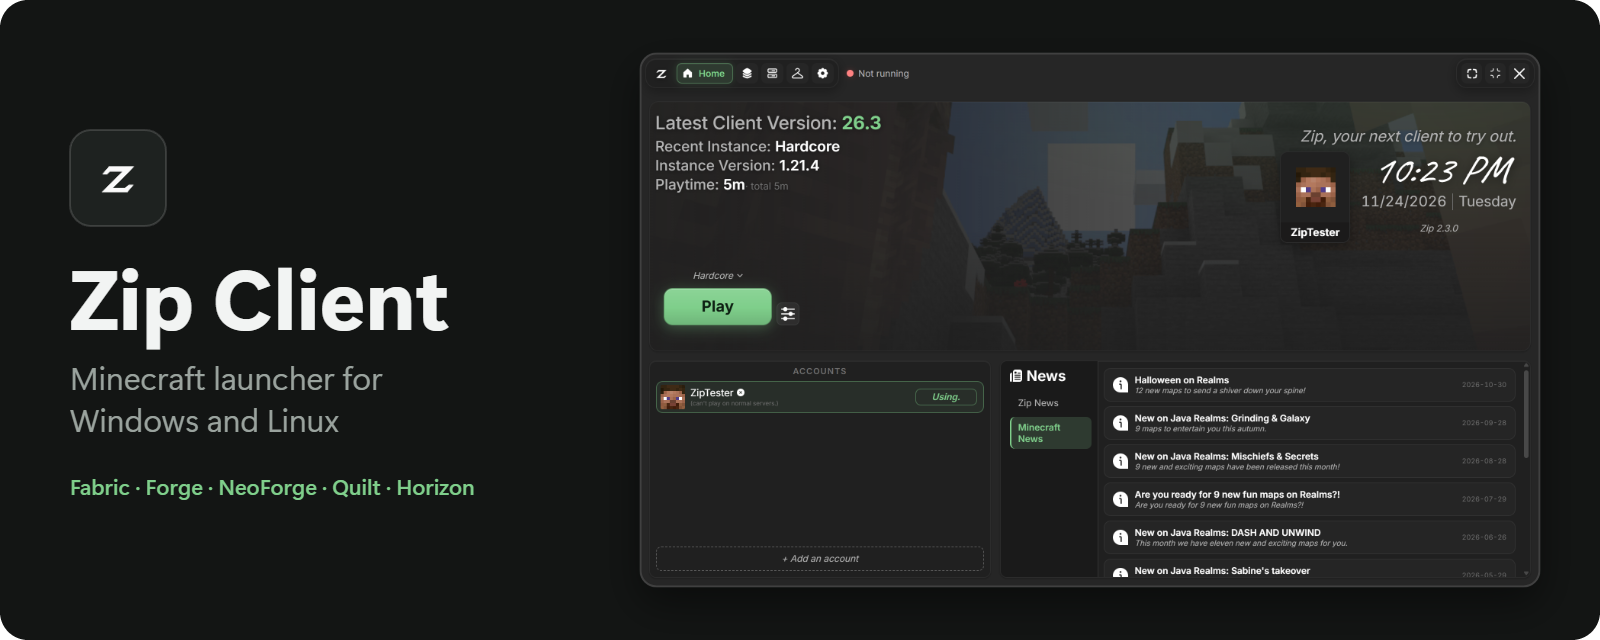 Z
Zip Client
Minecraft launcher for
Windows and Linux
Fabric · Forge · NeoForge · Quilt · Horizon
Z
Home
Not running
Latest Client Version: 26.3
Recent Instance: Hardcore
Instance Version: 1.21.4
Playtime: 5m · total 5m
Hardcore
Play
Zip, your next client to try out.
10:23 PM
11/24/2026 | Tuesday
Zip 2.3.0
ZipTester
ACCOUNTS
ZipTester
(can't play on normal servers.)
Using.
+ Add an account
News
Zip News
Minecraft
News
Halloween on Realms
12 new maps to send a shiver down your spine!
2026-10-30
New on Java Realms: Grinding & Galaxy
9 maps to entertain you this autumn.
2026-09-28
New on Java Realms: Mischiefs & Secrets
9 new and exciting maps have been released this month!
2026-08-28
Are you ready for 9 new fun maps on Realms?!
Are you ready for 9 new fun maps on Realms?!
2026-07-29
New on Java Realms: DASH AND UNWIND
This month we have eleven new and exciting maps for you.
2026-06-26
New on Java Realms: Sabine's takeover
2026-05-29